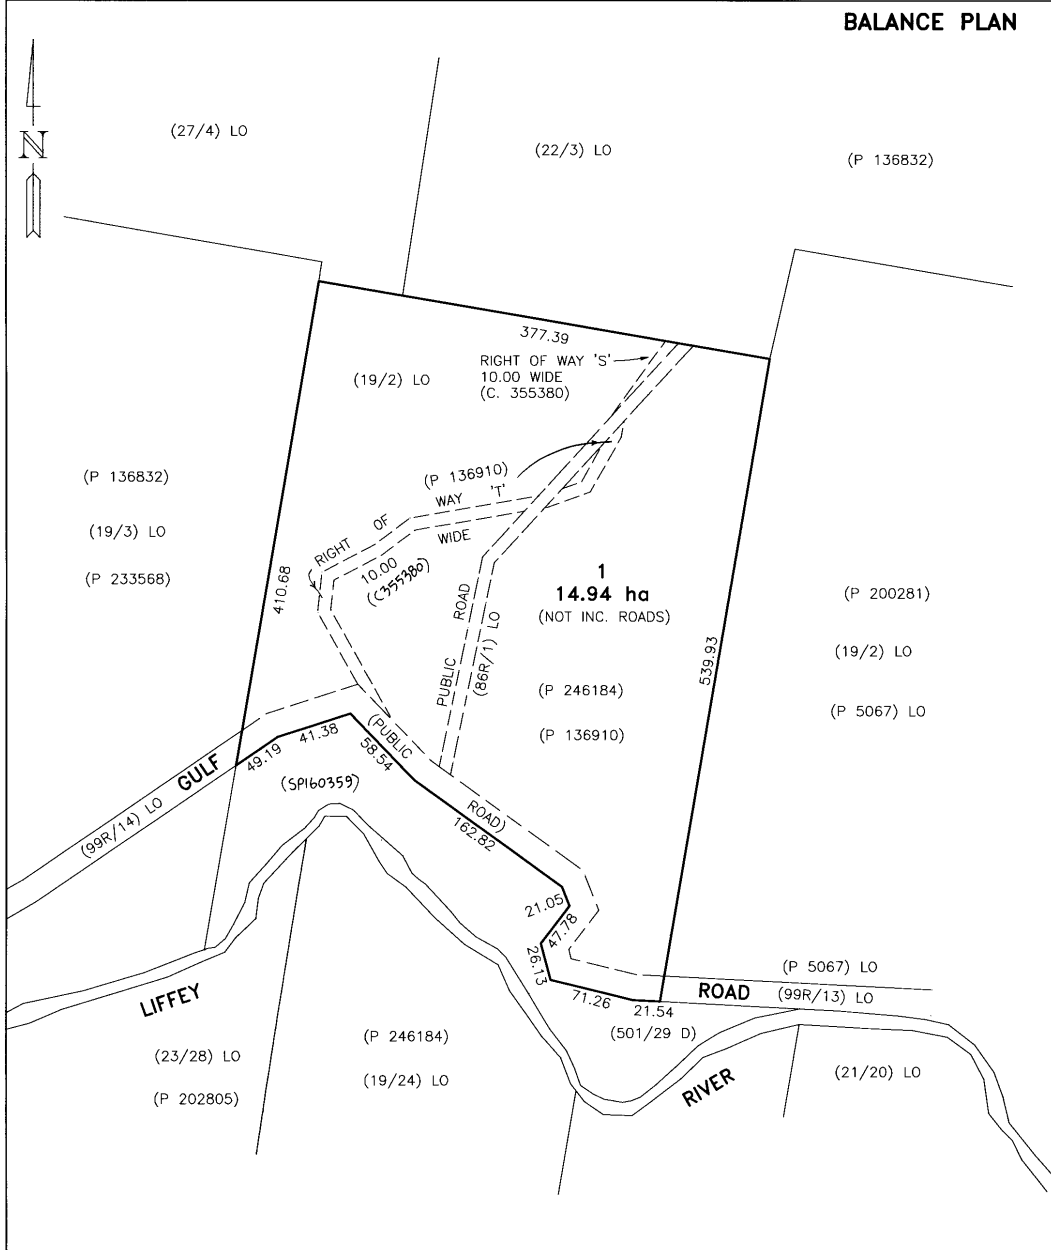 BALANCE PLAN
N
(27/4) LO
(22/3) LO
(P 136832)
377.39
RIGHT OF WAY 'S'
10.00 WIDE
(C. 355380)
(19/2) LO
(P 136832)
(19/3) LO
(P 233568)
410.68
(P 136910)
RIGHT OF WAY 'T'
10.00 WIDE
(C355380)
PUBLIC ROAD
(86R/1) LO
1
14.94 ha
(NOT INC. ROADS)
(P 246184)
(P 136910)
539.93
(P 200281)
(19/2) LO
(P 5067) LO
GULF
(99R/14) LO
49.19
41.38
58.54
(PUBLIC ROAD)
(SP160359)
162.82
21.05
47.78
26.13
71.26
21.54
ROAD
(P 5067) LO
(99R/13) LO
(501/29 D)
LIFFEY
RIVER
(23/28) LO
(P 202805)
(P 246184)
(19/24) LO
(21/20) LO